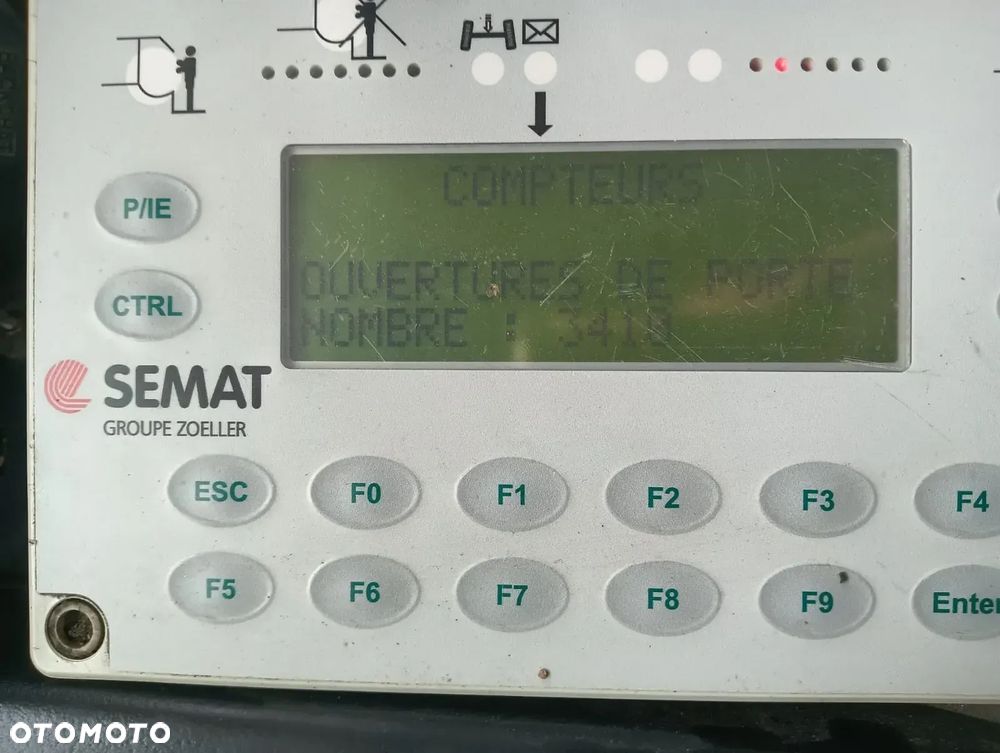 COMPTEURS
OUVERTURES DE PORTE
NOMBRE : 3418
P/IE
CTRL
SEMAT
GROUPE ZOELLER
ESC F0 F1 F2 F3 F4
F5 F6 F7 F8 F9 Enter
OTOMOTO